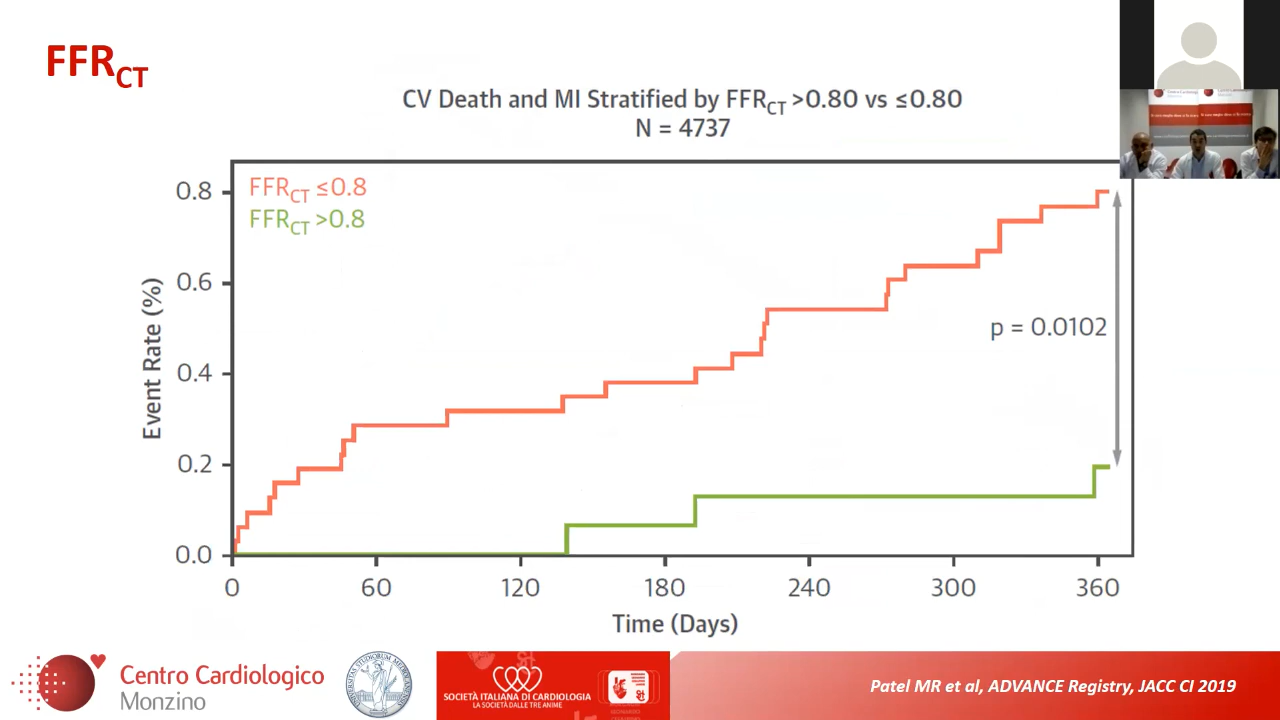 FFRCT
CV Death and MI Stratified by FFRCT >0.80 vs ≤0.80
N = 4737
FFRCT ≤0.8
FFRCT >0.8
0.8
0.6
0.4
0.2
0.0
Event Rate (%)
p = 0.0102
0 60 120 180 240 300 360
Time (Days)
Centro Cardiologico
Monzino
SOCIETÀ ITALIANA DI CARDIOLOGIA
LA SOCIETÀ DALLE TRE ANIME
Patel MR et al, ADVANCE Registry, JACC CI 2019
Centro Cardiologico
Monzino